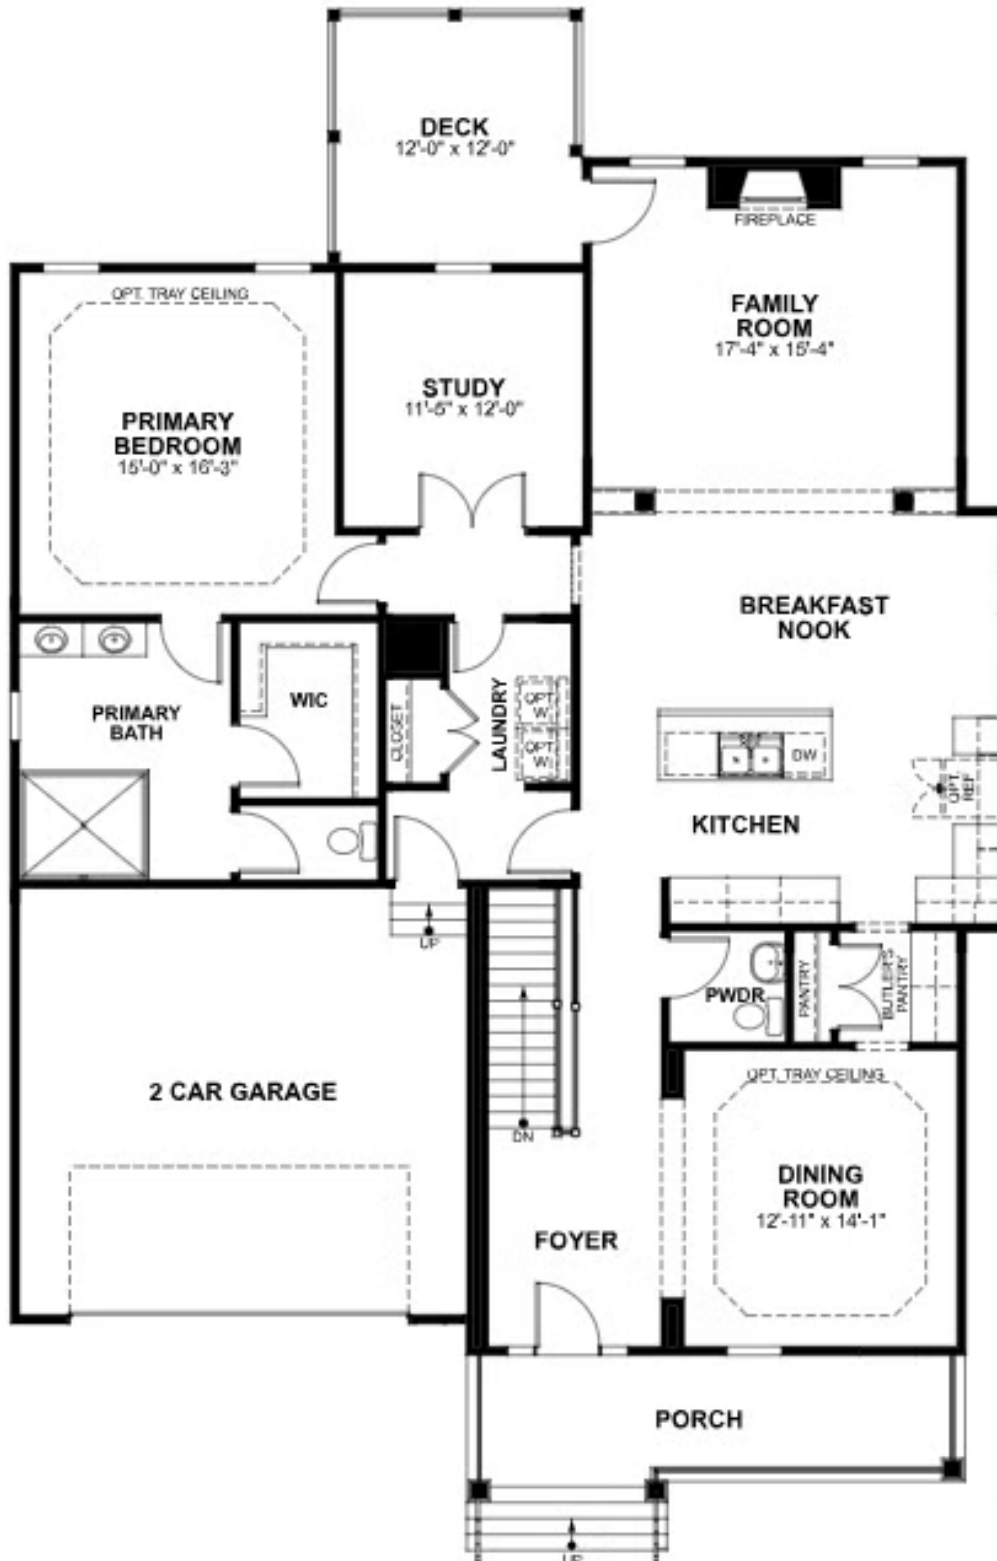 DECK
12'-0" x 12'-0"
FIREPLACE
OPT. TRAY CEILING
FAMILY
ROOM
17'-4" x 15'-4"
STUDY
11'-5" x 12'-0"
PRIMARY
BEDROOM
15'-0" x 16'-3"
BREAKFAST
NOOK
PRIMARY
BATH
WIC
CLOSET
LAUNDRY
OPT.
W
OPT.
W
DW
OPT.
REF
KITCHEN
UP
PWDR
PANTRY
BUTLER'S
PANTRY
2 CAR GARAGE
DN
OPT. TRAY CEILING
DINING
ROOM
12'-11" x 14'-1"
FOYER
PORCH
UP